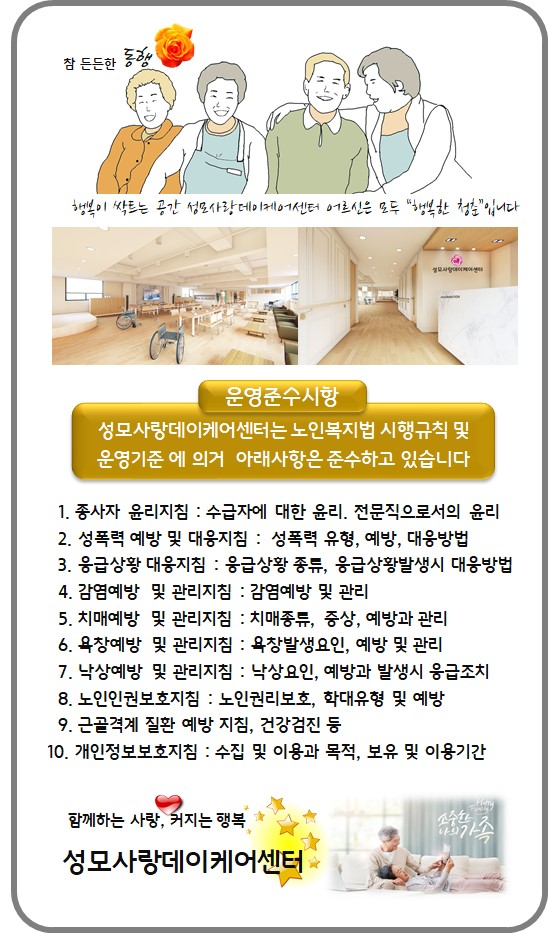 참 든든한 동행
행복이 싹트는 공간 성모사랑데이케어센터 어르신은 모두 "행복한 청춘"입니다
성모사랑데이케어센터
운영준수시항
성모사랑데이케어센터는 노인복지법 시행규칙 및
운영기준 에 의거 아래사항은 준수하고 있습니다
1. 종사자 윤리지침 : 수급자에 대한 윤리. 전문직으로서의 윤리
2. 성폭력 예방 및 대응지침 : 성폭력 유형, 예방, 대응방법
3. 응급상황 대응지침 : 응급상황 종류, 응급상황발생시 대응방법
4. 감염예방 및 관리지침 : 감염예방 및 관리
5. 치매예방 및 관리지침 : 치매종류, 증상, 예방과 관리
6. 욕창예방 및 관리지침 : 욕창발생요인, 예방 및 관리
7. 낙상예방 및 관리지침 : 낙상요인, 예방과 발생시 응급조치
8. 노인인권보호지침 : 노인권리보호, 학대유형 및 예방
9. 근골격계 질환 예방 지침, 건강검진 등
10. 개인정보보호지침 : 수집 및 이용과 목적, 보유 및 이용기간
함께하는 사랑, 커지는 행복
성모사랑데이케어센터
Happy
Family
소중한
나의가족